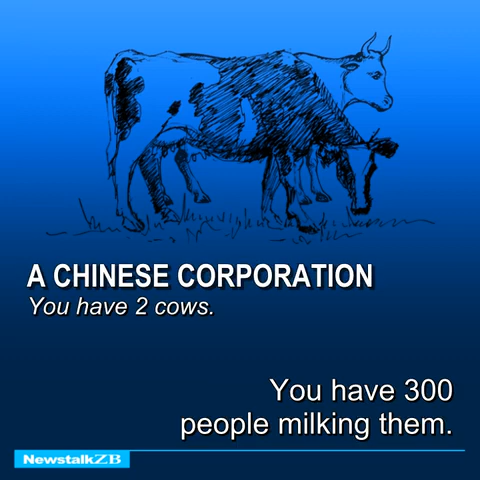 A CHINESE CORPORATION
You have 2 cows.
You have 300
people milking them.
NewstalkZB